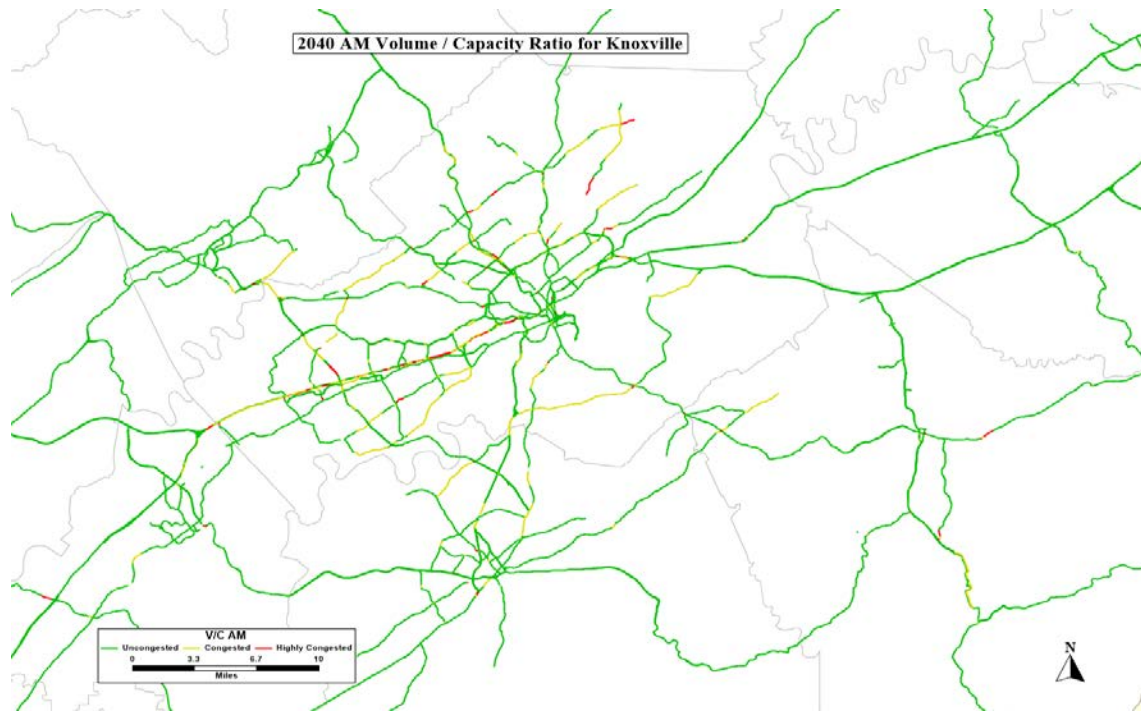 2040 AM Volume / Capacity Ratio for Knoxville
V/C AM
Uncongested Congested Highly Congested
0 3.3 6.7 10
Miles
N